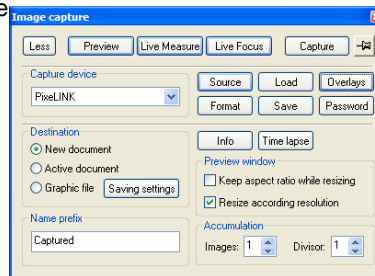 e
Image capture
Less Preview Live Measure Live Focus Capture
Capture device
PixeLINK
Source Load Overlays
Format Save Password
Destination
New document
Active document
Graphic file Saving settings
Info Time lapse
Preview window
Keep aspect ratio while resizing
Resize according resolution
Name prefix
Captured
Accumulation
Images: 1 Divisor: 1